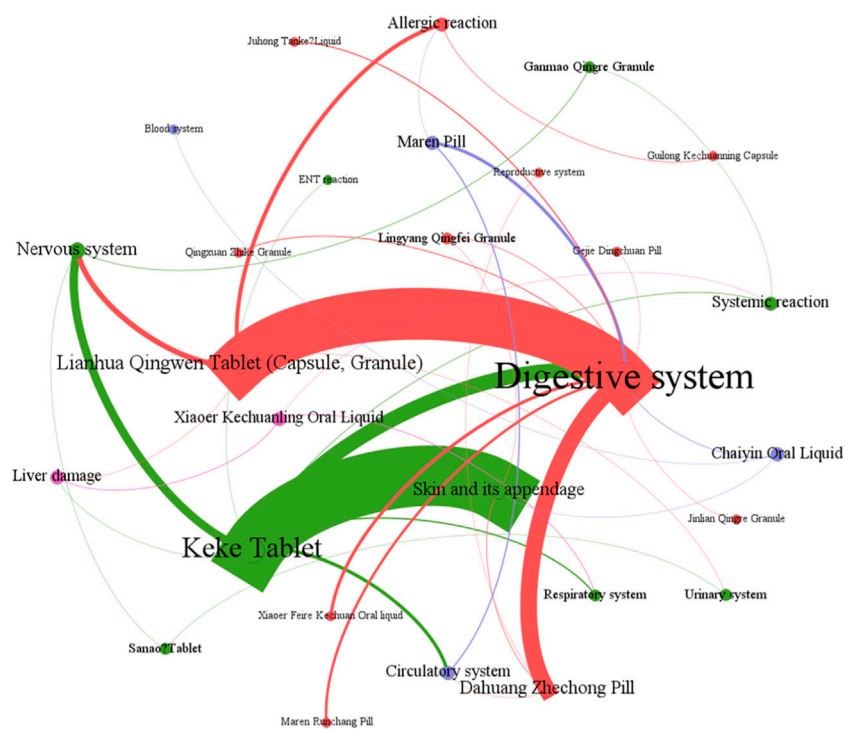 Allergic reaction
Juhong Tanke?Liquid
Ganmao Qingre Granule
Blood system
Maren Pill
Guilong Kechuanning Capsule
Reproductive system
ENT reaction
Lingyang Qingfei Granule
Nervous system
Qingxuan Zhike Granule
Gejie Dingchuan Pill
Systemic reaction
Lianhua Qingwen Tablet (Capsule, Granule)
Digestive system
Xiaoer Kechuanling Oral Liquid
Chaiyin Oral Liquid
Liver damage
Skin and its appendage
Jinlian Qingre Granule
Keke Tablet
Respiratory system
Urinary system
Xiaoer Feire Kechuan Oral liquid
Sanao?Tablet
Circulatory system
Dahuang Zhechong Pill
Maren Runchang Pill